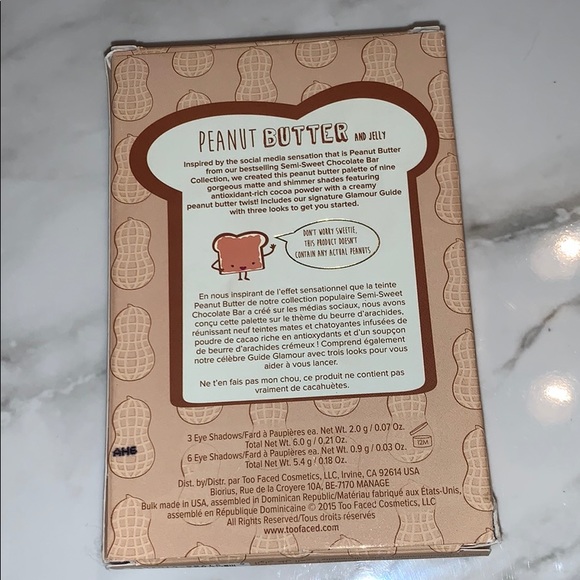 PEANUT BUTTER AND JELLY
Inspired by the social media sensation that is Peanut Butter
from our bestselling Semi-Sweet Chocolate Bar
Collection, we created this peanut butter palette of nine
gorgeous matte and shimmer shades featuring
antioxidant-rich cocoa powder with a creamy
peanut butter twist! Includes our signature Glamour Guide
with three looks to get you started.
DON'T WORRY SWEETIE,
THIS PRODUCT DOESN'T
CONTAIN ANY ACTUAL PEANUTS
En nous inspirant de l'effet sensationnel que la teinte
Peanut Butter de notre collection populaire Semi-Sweet
Chocolate Bar a créé sur les médias sociaux, nous avons
conçu cette palette sur le thème du beurre d'arachides,
réunissant neuf teintes mates et chatoyantes infusées de
poudre de cacao riche en antioxydants et d'un soupçon
de beurre d'arachides crémeux ! Comprend également
notre célèbre Guide Glamour avec trois looks pour vous
aider à vous lancer.
Ne t'en fais pas mon chou, ce produit ne contient pas
vraiment de cacahuètes.
3 Eye Shadows/Fard à Paupières ea. Net Wt. 2.0 g / 0.07 Oz.
Total Net Wt. 6.0 g / 0.21 Oz.
6 Eye Shadows/Fard à Paupières ea. Net Wt. 0.9 g / 0.03 Oz.
Total Net Wt. 5.4 g / 0.18 Oz.
12M
AH6
Dist. by/Distr. par Too Faced Cosmetics, LLC, Irvine, CA 92614 USA
Biorius, Rue de la Croyere 10A, BE-7170 MANAGE
Bulk made in USA, assembled in Dominican Republic/Matériau fabriqué aux États-Unis,
assemblé en République Dominicaine © 2015 Too Faced Cosmetics, LLC
All Rights Reserved/Tous droits réservés
www.toofaced.com